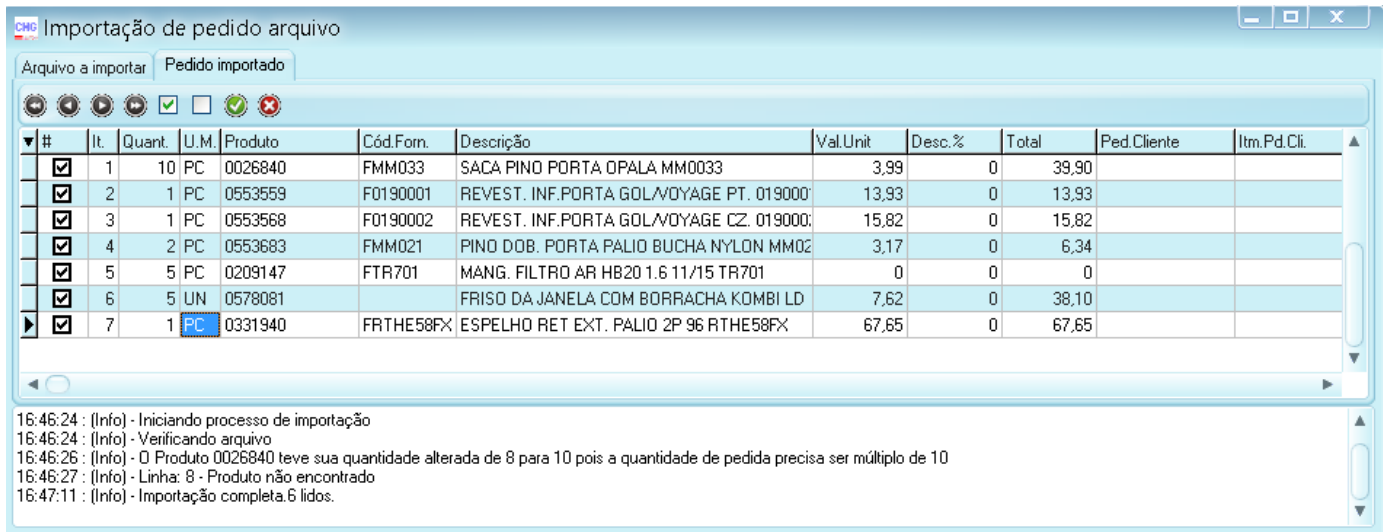 CHG Importação de pedido arquivo
Arquivo a importar Pedido importado
# It. Quant. U.M. Produto Cód.Forn. Descrição Val.Unit Desc.% Total Ped.Cliente Itm.Pd.Cli.
1 10 PC 0026840 FMM033 SACA PINO PORTA OPALA MM0033 3,99 0 39,90
2 1 PC 0553559 F0190001 REVEST. INF.PORTA GOL/VOYAGE PT. 019000 13,93 0 13,93
3 1 PC 0553568 F0190002 REVEST. INF.PORTA GOL/VOYAGE CZ. 019000 15,82 0 15,82
4 2 PC 0553683 FMM021 PINO DOB. PORTA PALIO BUCHA NYLON MM02 3,17 0 6,34
5 5 PC 0209147 FTR701 MANG. FILTRO AR HB20 1.6 11/15 TR701 0 0 0
6 5 UN 0578081 FRISO DA JANELA COM BORRACHA KOMBI LD 7,62 0 38,10
7 1 PC 0331940 FRTHE58FX ESPELHO RET EXT. PALIO 2P 96 RTHE58FX 67,65 0 67,65
16:46:24 : (Info) - Iniciando processo de importação
16:46:24 : (Info) - Verificando arquivo
16:46:26 : (Info) - O Produto 0026840 teve sua quantidade alterada de 8 para 10 pois a quantidade de pedida precisa ser múltiplo de 10
16:46:27 : (Info) - Linha: 8 - Produto não encontrado
16:47:11 : (Info) - Importação completa.6 lidos.